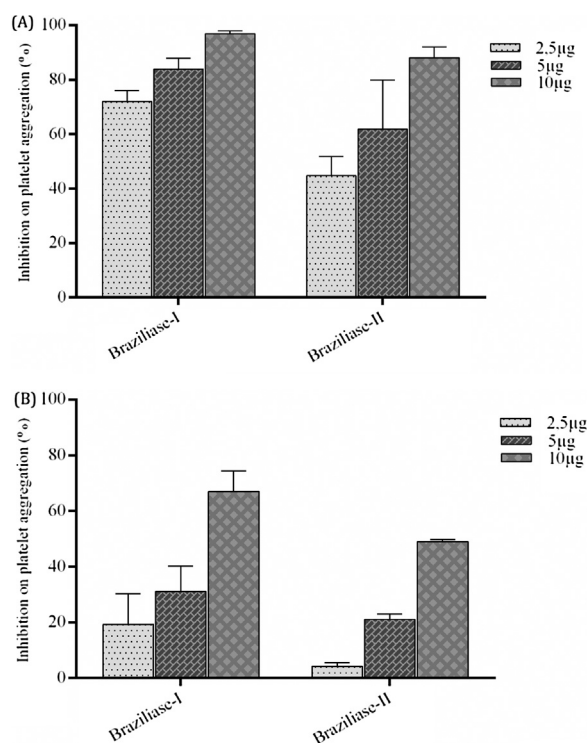 (A)
Inhibition on platelet aggregation (%)
100
80
60
40
20
0
2,5µg
5µg
10µg
Braziliase-I
Braziliase-II
(B)
Inhibition on platelet aggregation (%)
100
80
60
40
20
0
2,5µg
5µg
10µg
Braziliase-I
Braziliase-II